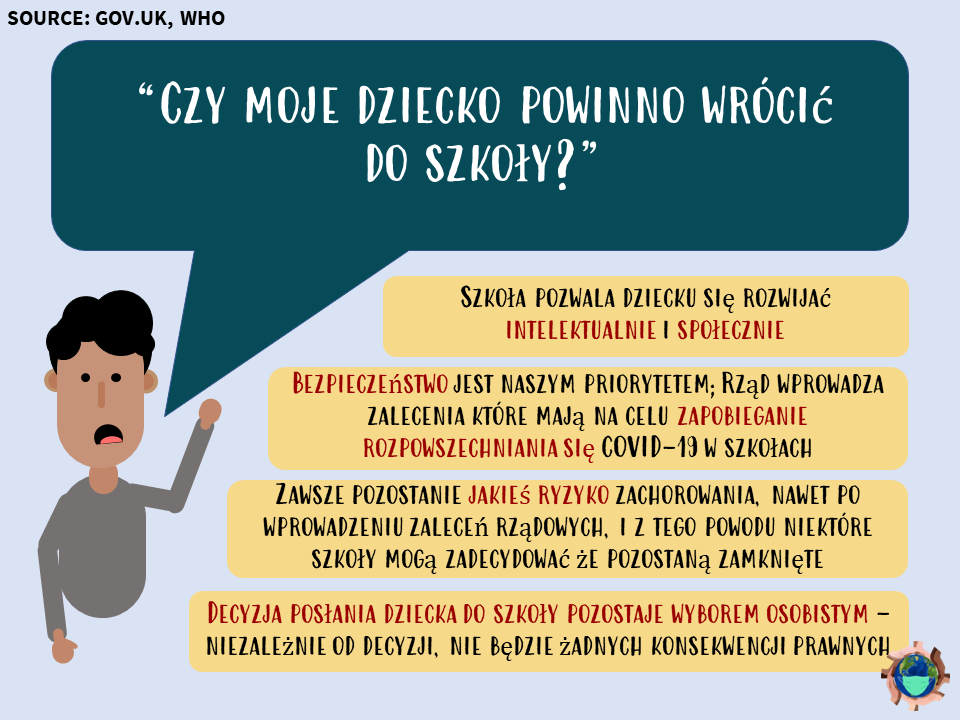 SOURCE: GOV.UK, WHO
“Czy moje dziecko powinno wrócić
do szkoły?”
Szkoła pozwala dziecku się rozwijać
intelektualnie i społecznie
Bezpieczeństwo jest naszym priorytetem; Rząd wprowadza
zalecenia które mają na celu zapobieganie
rozpowszechniania się COVID-19 w szkołach
Zawsze pozostanie jakieś ryzyko zachorowania, nawet po
wprowadzeniu zaleceń rządowych, i z tego powodu niektóre
szkoły mogą zadecydować że pozostaną zamknięte
Decyzja posłania dziecka do szkoły pozostaje wyborem osobistym –
niezależnie od decyzji, nie będzie żadnych konsekwencji prawnych